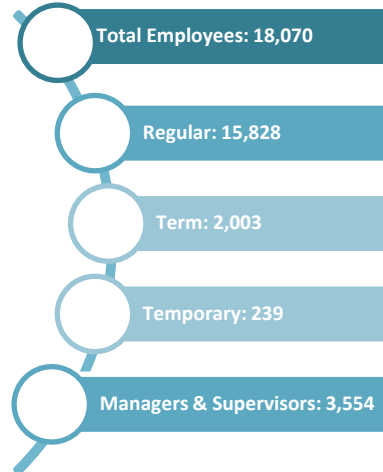 Total Employees: 18,070
Regular: 15,828
Term: 2,003
Temporary: 239
Managers & Supervisors: 3,554